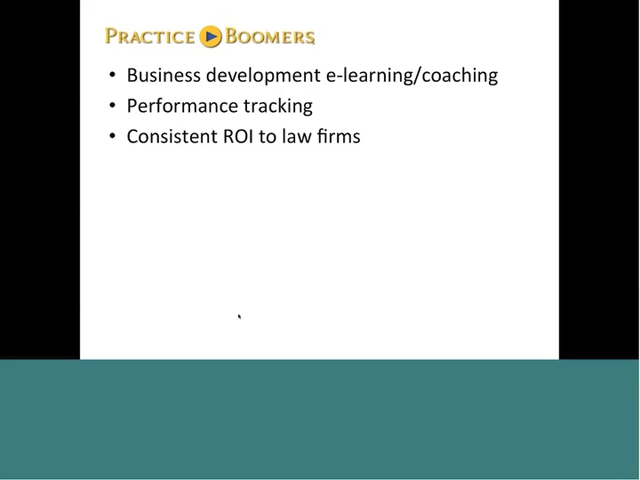 PRACTICE BOOMERS
• Business development e-learning/coaching
• Performance tracking
• Consistent ROI to law firms